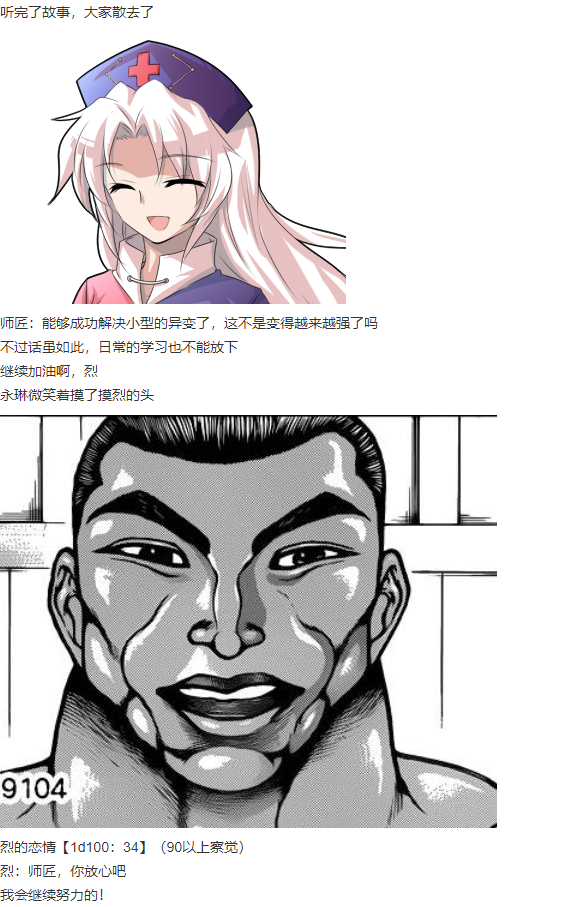 听完了故事，大家散去了
师匠：能够成功解决小型的异变了，这不是变得越来越强了吗
不过话虽如此，日常的学习也不能放下
继续加油啊，烈
永琳微笑着摸了摸烈的头
9104
烈的恋情【1d100：34】（90以上察觉）
烈：师匠，你放心吧
我会继续努力的！